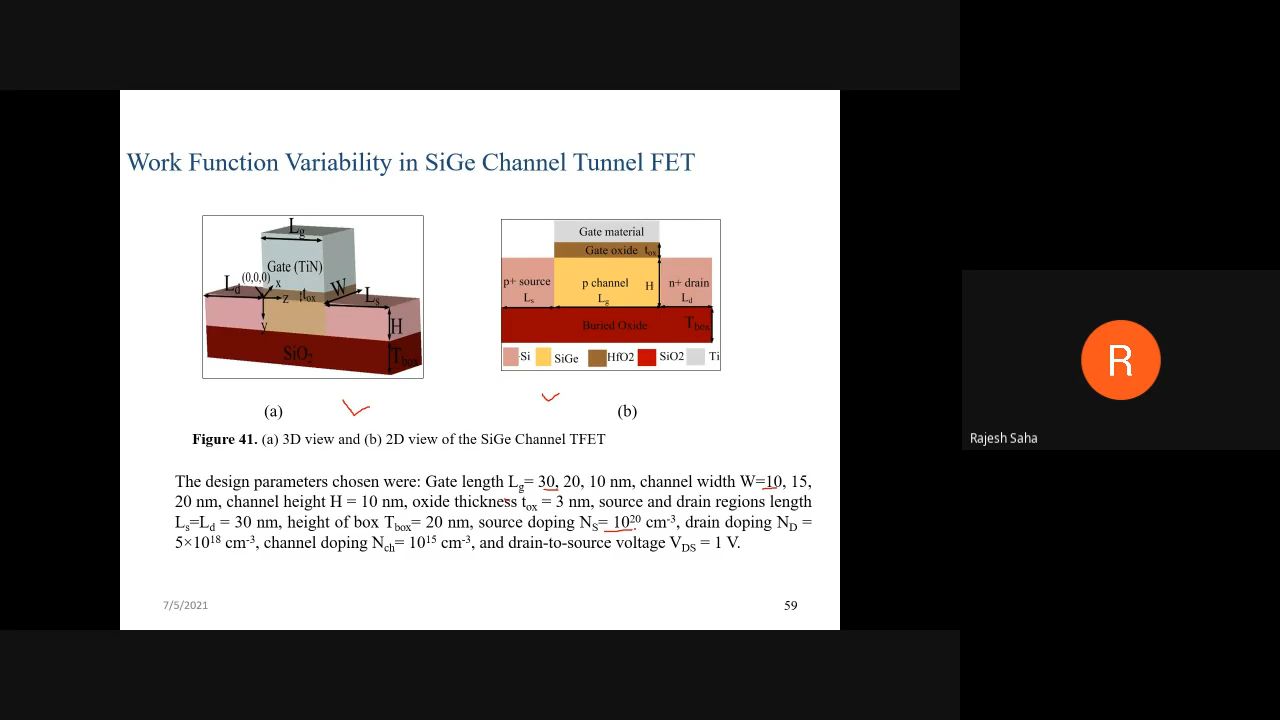 Work Function Variability in SiGe Channel Tunnel FET
Lg
Gate (TiN)
Ld
(0,0,0)
x
z
y
tox
W
Ls
H
SiO2
Tbox
(a)
Gate material
Gate oxide tox
p+ source
Ls
p channel
Lg
H
n+ drain
Ld
Buried Oxide
Tbox
Si SiGe HfO2 SiO2 Ti
(b)
Figure 41. (a) 3D view and (b) 2D view of the SiGe Channel TFET
The design parameters chosen were: Gate length Lg= 30, 20, 10 nm, channel width W=10, 15,
20 nm, channel height H = 10 nm, oxide thickness tox = 3 nm, source and drain regions length
Ls=Ld = 30 nm, height of box Tbox= 20 nm, source doping NS= 10²⁰ cm⁻³, drain doping ND =
5×10¹⁸ cm⁻³, channel doping Nch= 10¹⁵ cm⁻³, and drain-to-source voltage VDS = 1 V.
7/5/2021
59
R
Rajesh Saha